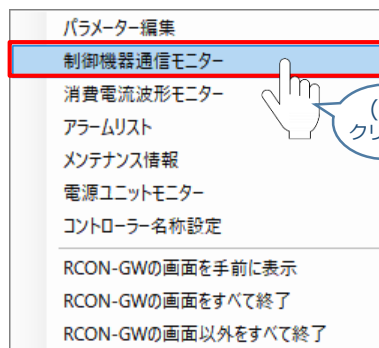 パラメーター編集
制御機器通信モニター
消費電流波形モニター
アラームリスト
メンテナンス情報
電源ユニットモニター
コントローラー名称設定
RCON-GWの画面を手前に表示
RCON-GWの画面をすべて終了
RCON-GWの画面以外をすべて終了